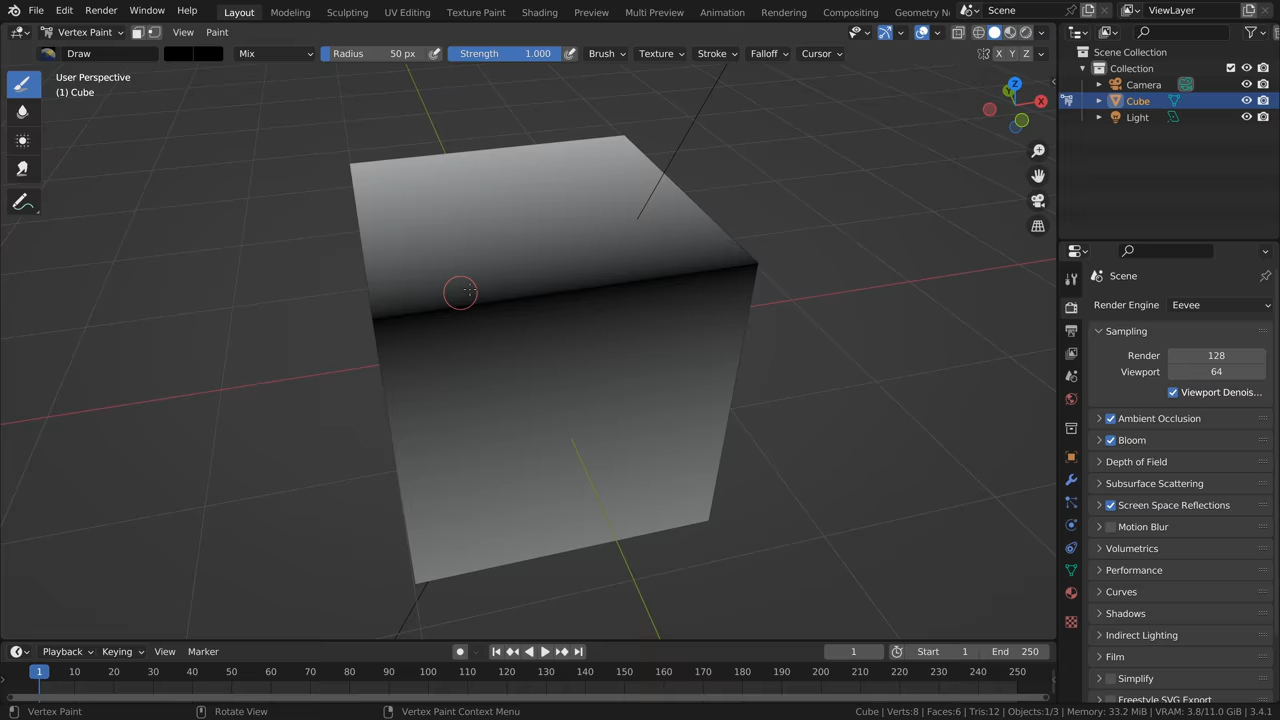 File Edit Render Window Help Layout Modeling Sculpting UV Editing Texture Paint Shading Preview Multi Preview Animation Rendering Compositing Geometry N Scene ViewLayer
Vertex Paint View Paint X
Draw Mix Radius 50 px Strength 1.000 Brush Texture Stroke Falloff Cursor X Y Z
User Perspective
(1) Cube
Z
Y
X
Scene Collection
Collection
Camera
Cube
Light
Scene
Render Engine Eevee
Sampling
Render 128
Viewport 64
Viewport Denois...
Ambient Occlusion
Bloom
Depth of Field
Subsurface Scattering
Screen Space Reflections
Motion Blur
Volumetrics
Performance
Curves
Shadows
Indirect Lighting
Film
Simplify
Freestyle SVG Export
Playback Keying View Marker 1 Start 1 End 250
1 10 20 30 40 50 60 70 80 90 100 110 120 130 140 150 160 170 180 190 200 210 220 230 240 250
Vertex Paint Rotate View Vertex Paint Context Menu Cube | Verts:8 | Faces:6 | Tris:12 | Objects:1/3 | Memory: 33.2 MiB | VRAM: 3.8/11.0 GiB | 3.4.1